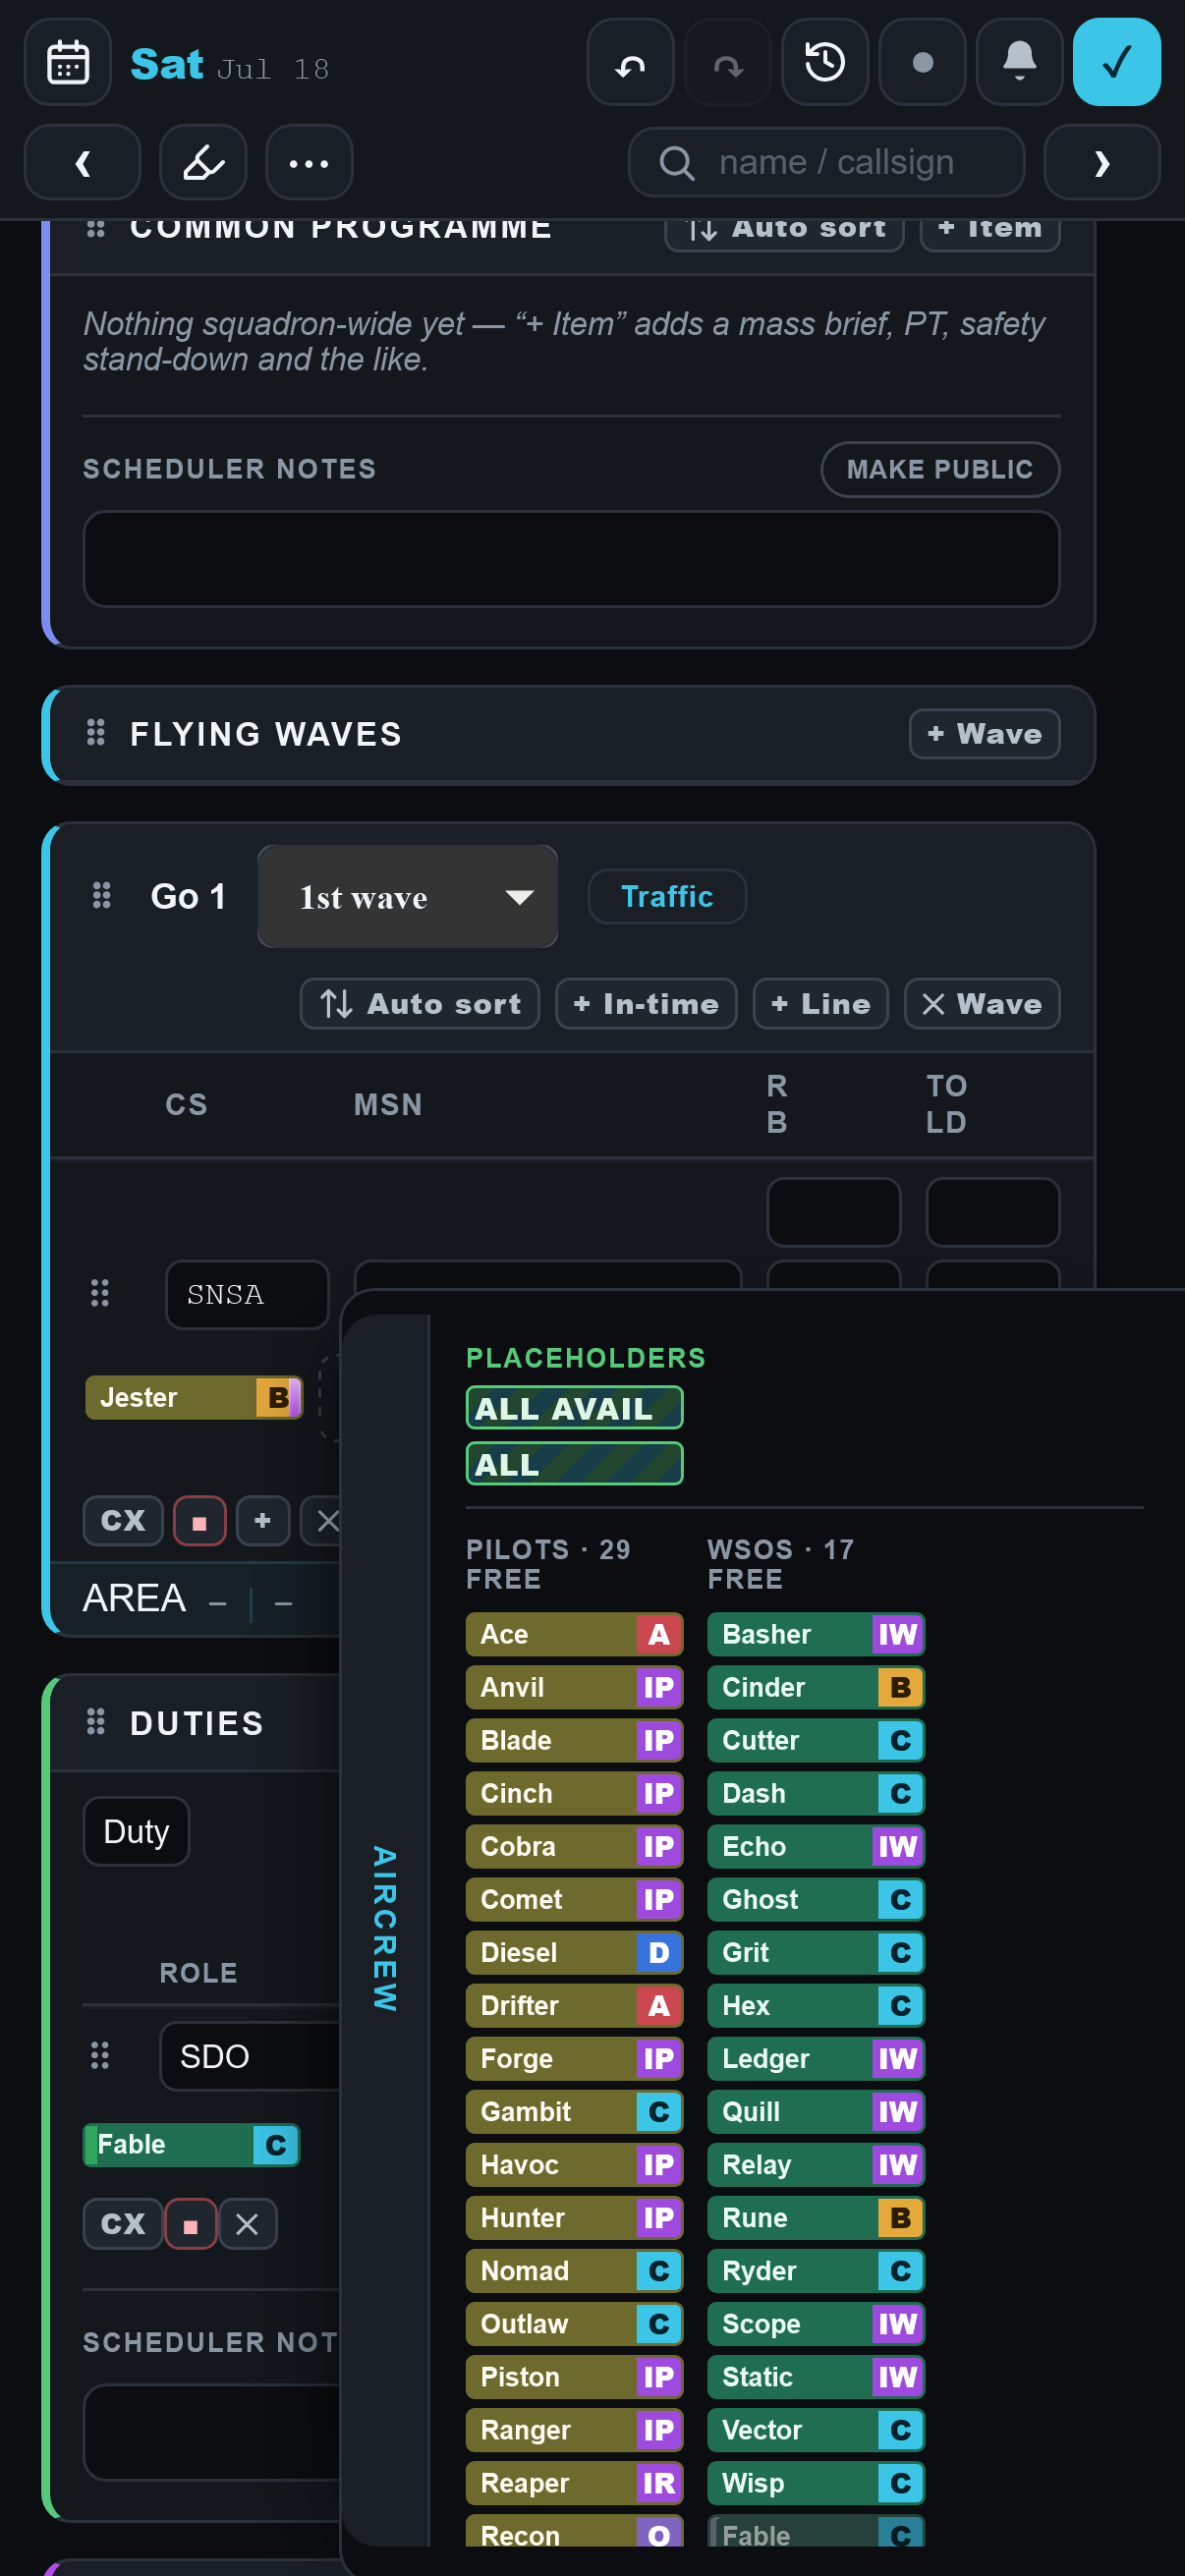 Sat Jul 18
name / callsign
COMMON PROGRAMME
Auto sort
+ Item
Nothing squadron-wide yet — “+ Item” adds a mass brief, PT, safety
stand-down and the like.
SCHEDULER NOTES
MAKE PUBLIC
FLYING WAVES
+ Wave
Go 1
1st wave
Traffic
Auto sort
+ In-time
+ Line
× Wave
CS
MSN
R
B
TO
LD
SNSA
Jester B
CX
+
×
AREA – | –
DUTIES
Duty
ROLE
SDO
Fable C
CX
×
SCHEDULER NOT
AIRCREW
PLACEHOLDERS
ALL AVAIL
ALL
PILOTS · 29
FREE
WSOS · 17
FREE
Ace A
Basher IW
Anvil IP
Cinder B
Blade IP
Cutter C
Cinch IP
Dash C
Cobra IP
Echo IW
Comet IP
Ghost C
Diesel D
Grit C
Drifter A
Hex C
Forge IP
Ledger IW
Gambit C
Quill IW
Havoc IP
Relay IW
Hunter IP
Rune B
Nomad C
Ryder C
Outlaw C
Scope IW
Piston IP
Static IW
Ranger IP
Vector C
Reaper IR
Wisp C
Recon O
Fable C